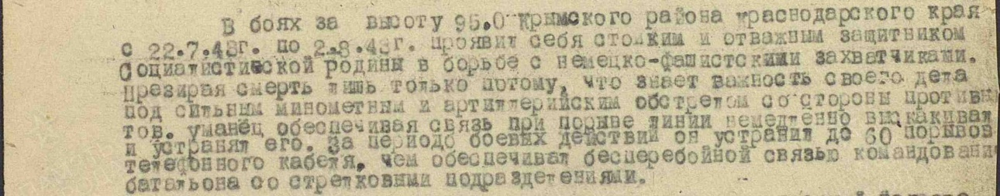 В боях за высоту 95.0 Крымского района Краснодарского края
с 22.7.43г. по 2.8.43г. проявил себя стойким и отважным защитником
Социалистической родины в борьбе с немецко-фашистскими захватчиками.
Презирая смерть лишь только потому, что знает важность своего дела
под сильным минометным и артиллерийским обстрелом со стороны противн
тов. уманец обеспечивая связь при порыве линии немедленно выскакивал
и устранял его. За период боевых действий он устранил до 60 порывов
телефонного кабеля, чем обеспечивал бесперебойной связью командовани
батальона со стрелковыми подразделениями.